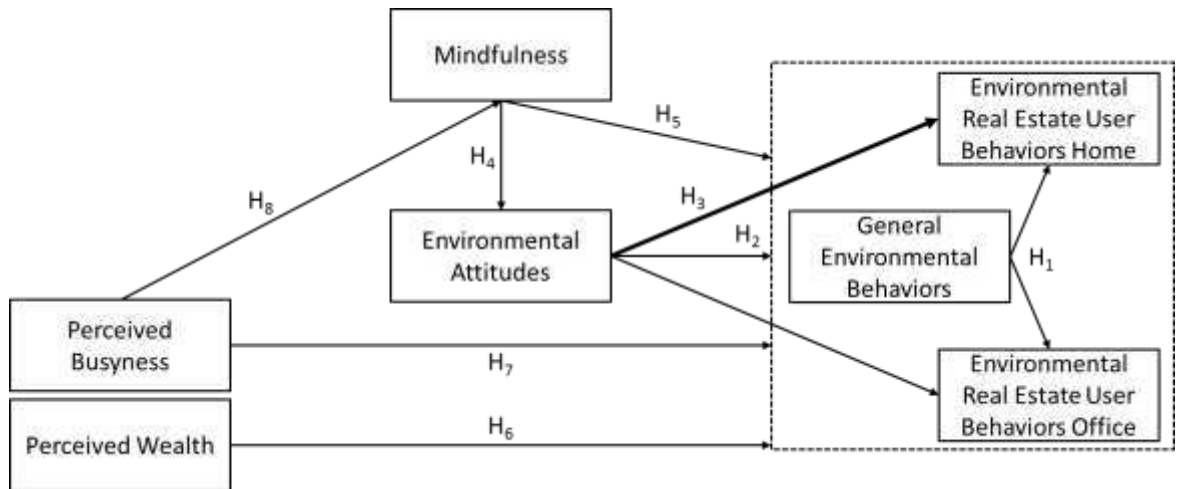 Mindfulness
H₅
Environmental
Real Estate User
Behaviors Home
H₄
H₃
H₈
Environmental
Attitudes
H₂
General
Environmental
Behaviors
H₁
Perceived
Busyness
H₇
Environmental
Real Estate User
Behaviors Office
Perceived Wealth
H₆